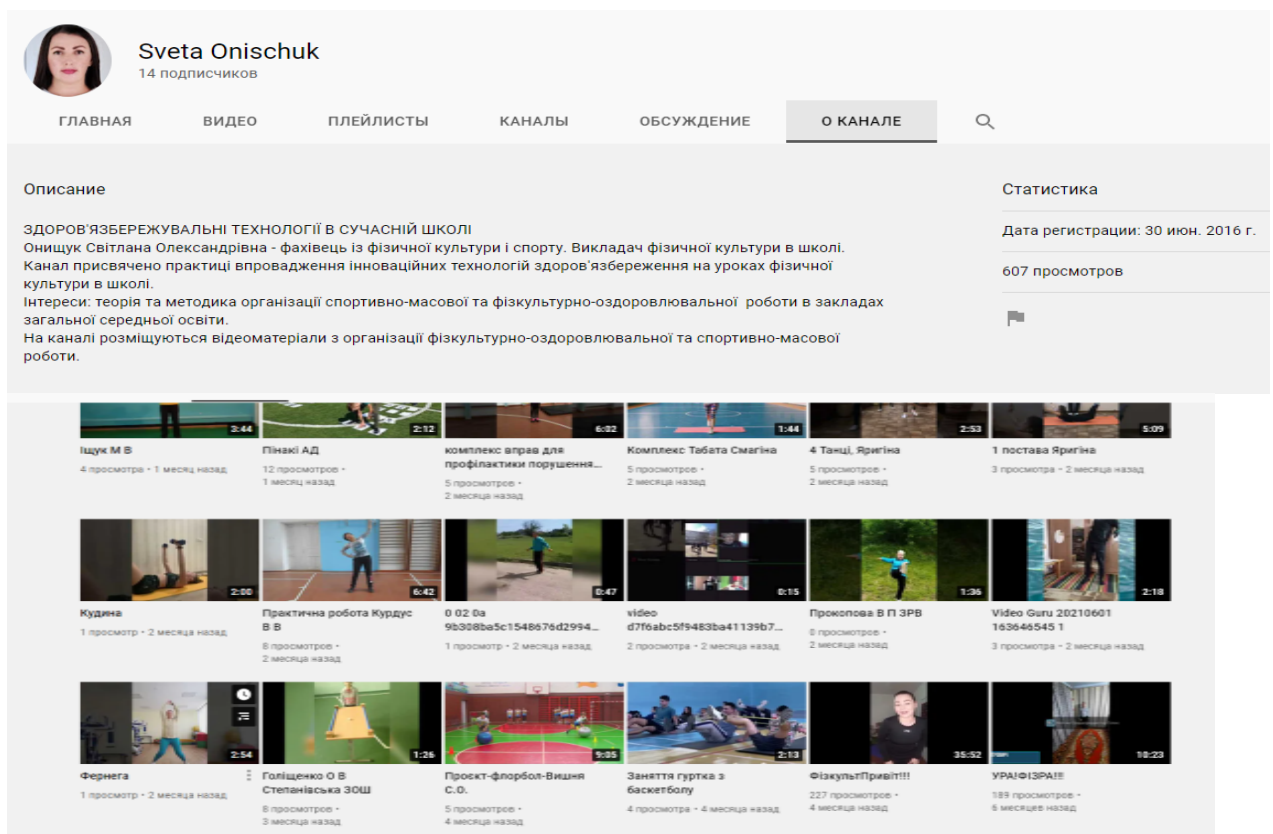 Sveta Onischuk
14 подписчиков
ГЛАВНАЯ ВИДЕО ПЛЕЙЛИСТЫ КАНАЛЫ ОБСУЖДЕНИЕ О КАНАЛЕ
Описание
ЗДОРОВ'ЯЗБЕРЕЖУВАЛЬНІ ТЕХНОЛОГІЇ В СУЧАСНІЙ ШКОЛІ
Онищук Світлана Олександрівна - фахівець із фізичної культури і спорту. Викладач фізичної культури в школі.
Канал присвячено практиці впровадження інноваційних технологій здоров'язбереження на уроках фізичної
культури в школі.
Інтереси: теорія та методика організації спортивно-масової та фізкультурно-оздоровлювальної роботи в закладах
загальної середньої освіти.
На каналі розміщуються відеоматеріали з організації фізкультурно-оздоровлювальної та спортивно-масової
роботи.
Статистика
Дата регистрации: 30 июн. 2016 г.
607 просмотров
3:44 2:12 6:02 1:44 2:53 5:09
Іщук М В
4 просмотра • 1 месяц назад
Пінакі АД
12 просмотров •
1 месяц назад
комплекс вправ для
профілактики порушення...
5 просмотров •
2 месяца назад
Комплекс Табата Смагіна
5 просмотров •
2 месяца назад
4 Танці, Яригіна
5 просмотров •
2 месяца назад
1 постава Яригіна
3 просмотра • 2 месяца назад
2:00 6:42 0:47 0:15 1:36 2:18
Кудина
1 просмотр • 2 месяца назад
Практична робота Курдус
В В
8 просмотров •
2 месяца назад
0 02 0a
9b308ba5c1548676d2994...
1 просмотр • 2 месяца назад
video
d7f6abc5f9483ba41139b7...
2 просмотра • 2 месяца назад
Прокопова В П ЗРВ
0 просмотров •
2 месяца назад
Video Guru 20210601
163646545 1
3 просмотра • 2 месяца назад
2:54 1:26 9:05 2:13 35:52 10:23
Фернега
1 просмотр • 2 месяца назад
Голіщенко О В
Степанівська ЗОШ
8 просмотров •
3 месяца назад
Проєкт-флорбол-Вишня
С.О.
5 просмотров •
4 месяца назад
Заняття гуртка з
баскетболу
4 просмотра • 4 месяца назад
ФізкультПривіт!!!
227 просмотров •
4 месяца назад
УРА!ФІЗРА!!!
189 просмотров •
6 месяцев назад